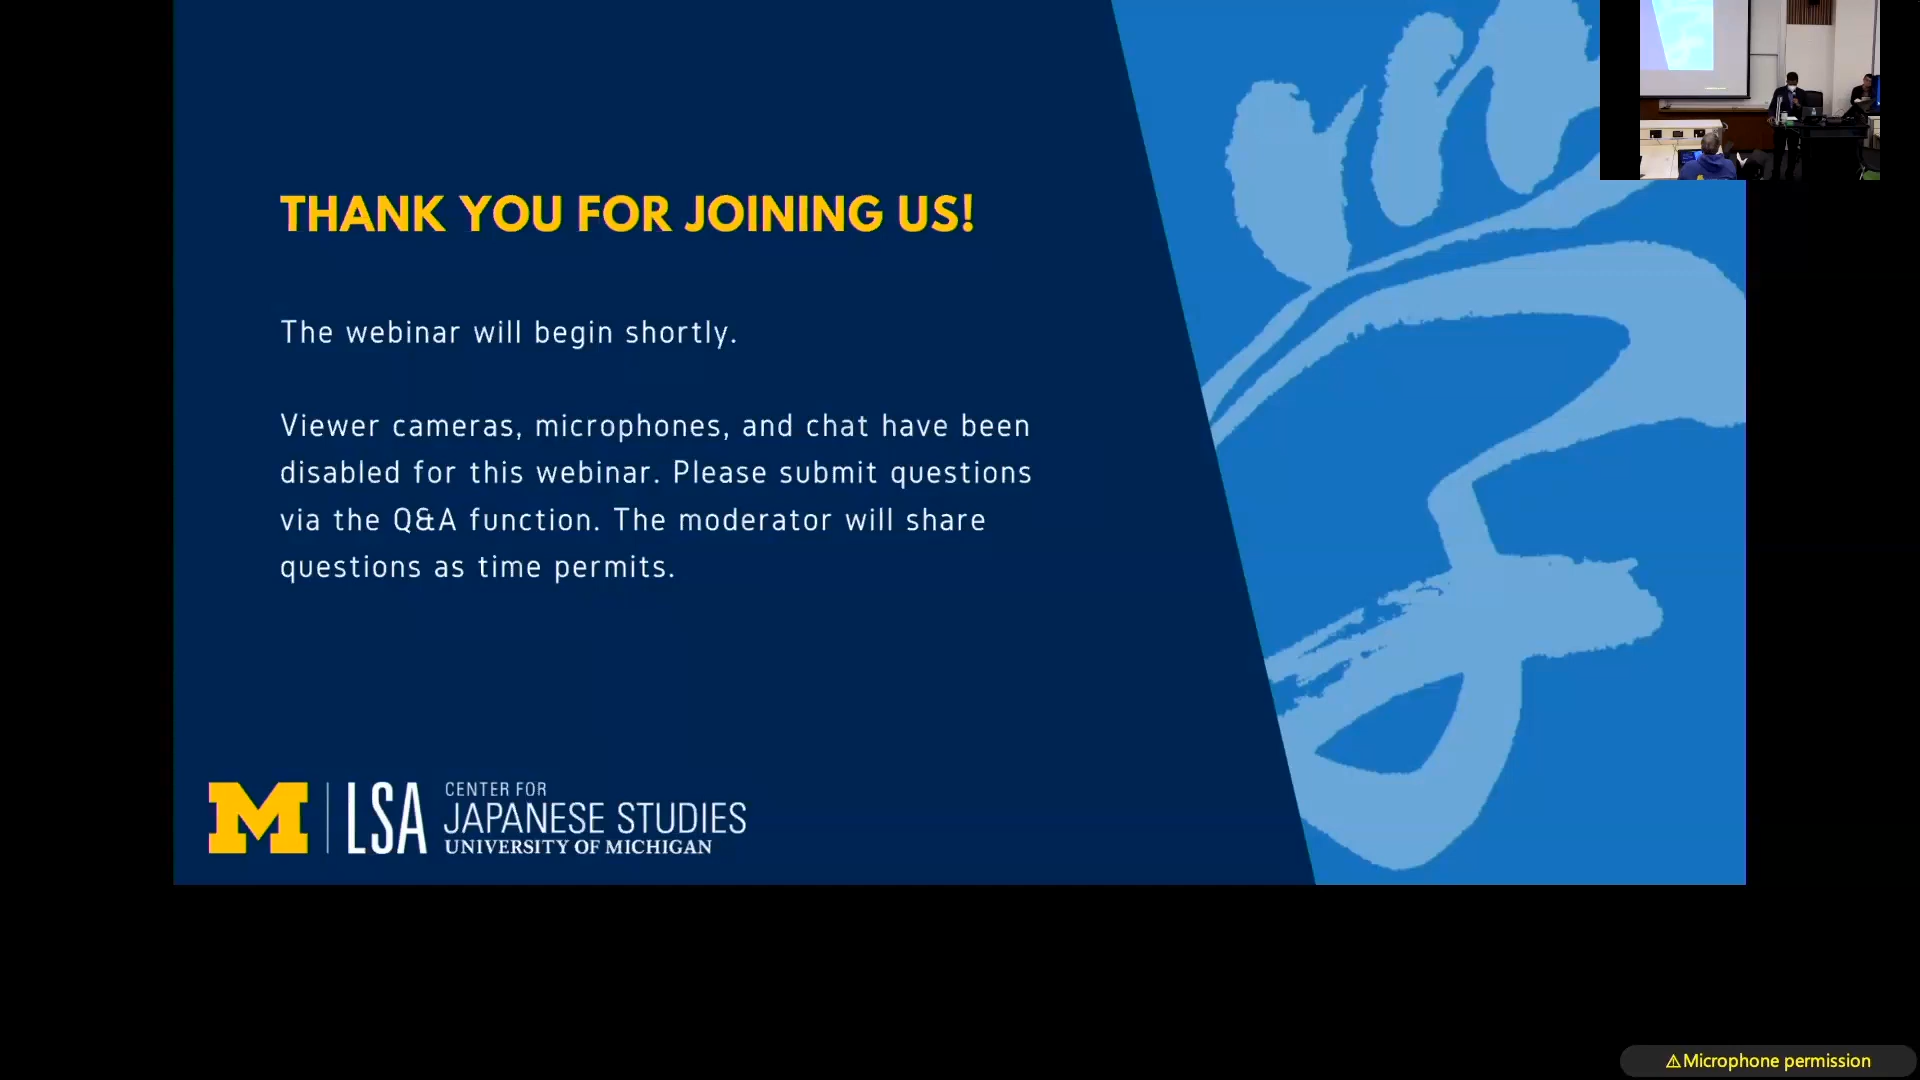 THANK YOU FOR JOINING US!
The webinar will begin shortly.
Viewer cameras, microphones, and chat have been
disabled for this webinar. Please submit questions
via the Q&A function. The moderator will share
questions as time permits.
M | LSA CENTER FOR
JAPANESE STUDIES
UNIVERSITY OF MICHIGAN
⚠Microphone permission